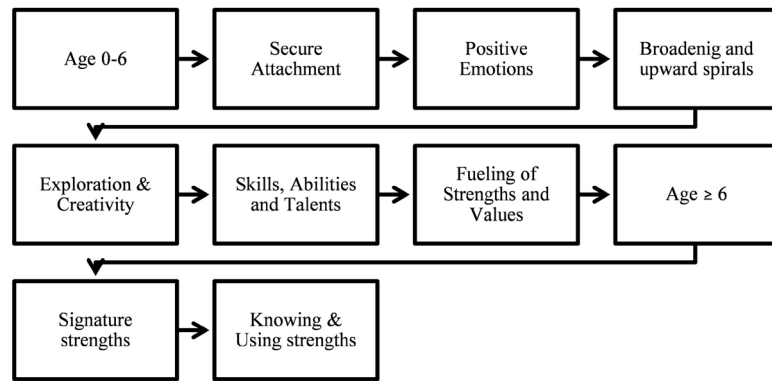 Age 0-6
Secure
Attachment
Positive
Emotions
Broadenig and
upward spirals
Exploration &
Creativity
Skills, Abilities
and Talents
Fueling of
Strengths and
Values
Age ≥ 6
Signature
strengths
Knowing &
Using strengths